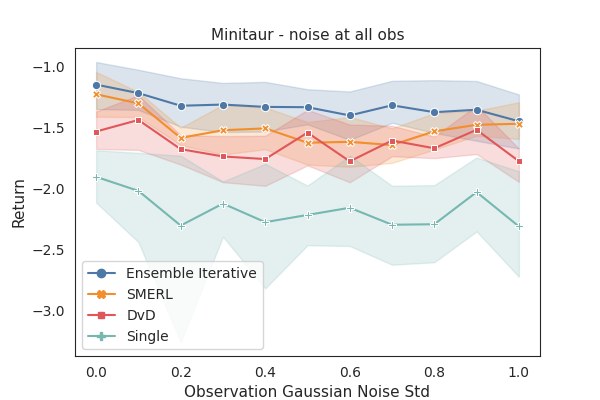 Minitaur - noise at all obs
−1.0
−1.5
−2.0
−2.5
−3.0
Return
Ensemble Iterative
SMERL
DvD
Single
0.0 0.2 0.4 0.6 0.8 1.0
Observation Gaussian Noise Std